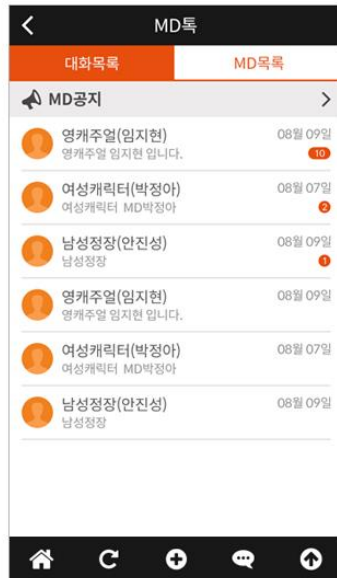 MD톡
대화목록 MD목록
MD공지
영캐주얼(임지현) 08월 09일
영캐주얼 임지현 입니다. 10
여성캐릭터(박정아) 08월 07일
여성캐릭터 MD박정아 2
남성정장(안진성) 08월 09일
남성정장 1
영캐주얼(임지현) 08월 09일
영캐주얼 임지현 입니다.
여성캐릭터(박정아) 08월 07일
여성캐릭터 MD박정아
남성정장(안진성) 08월 09일
남성정장